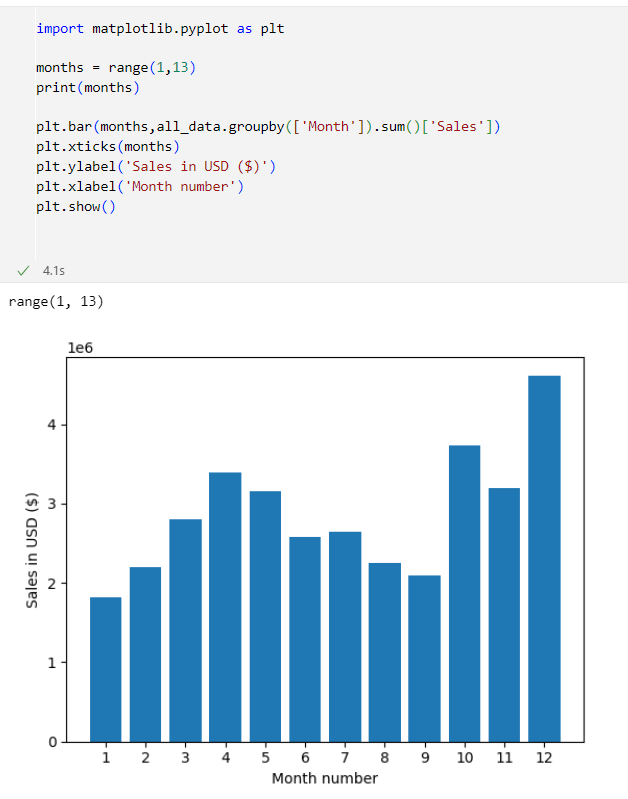 import matplotlib.pyplot as plt
months = range(1,13)
print(months)
plt.bar(months,all_data.groupby(['Month']).sum()['Sales'])
plt.xticks(months)
plt.ylabel('Sales in USD ($)')
plt.xlabel('Month number')
plt.show()
4.1s
range(1, 13)
1e6
4
3
2
1
0
Sales in USD ($)
1 2 3 4 5 6 7 8 9 10 11 12
Month number